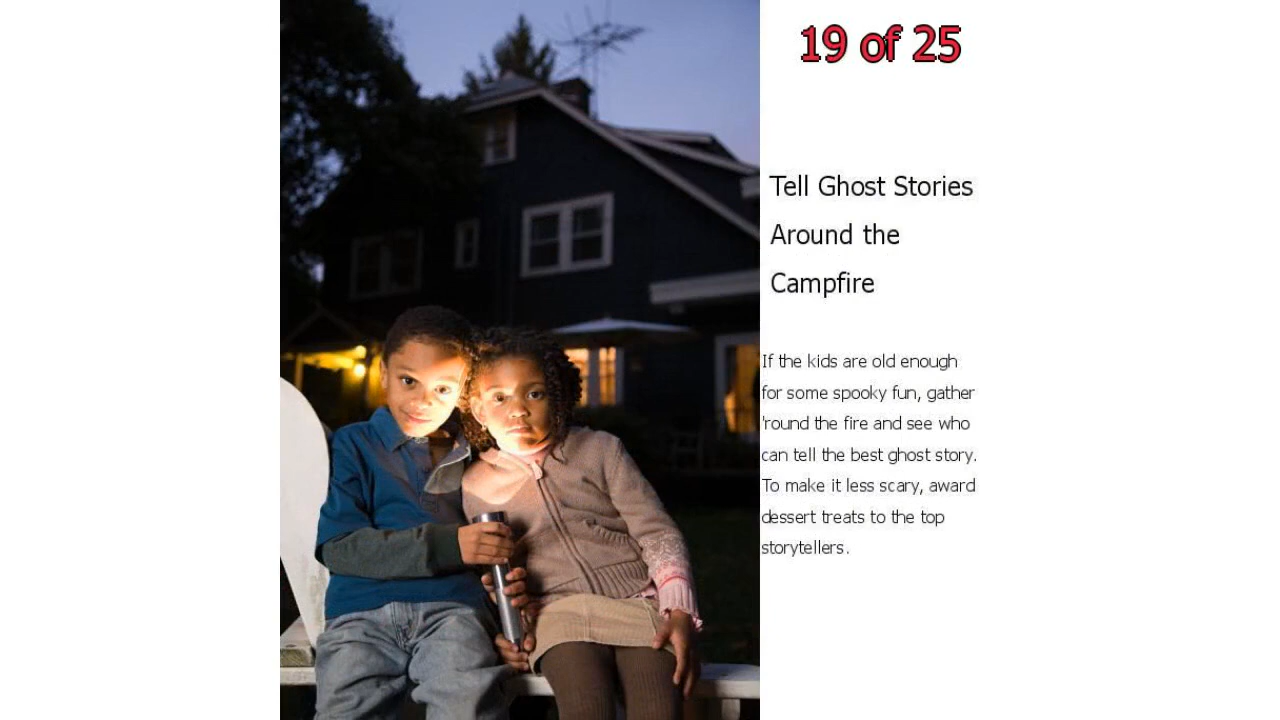 19 of 25
Tell Ghost Stories
Around the
Campfire
If the kids are old enough
for some spooky fun, gather
'round the fire and see who
can tell the best ghost story.
To make it less scary, award
dessert treats to the top
storytellers.